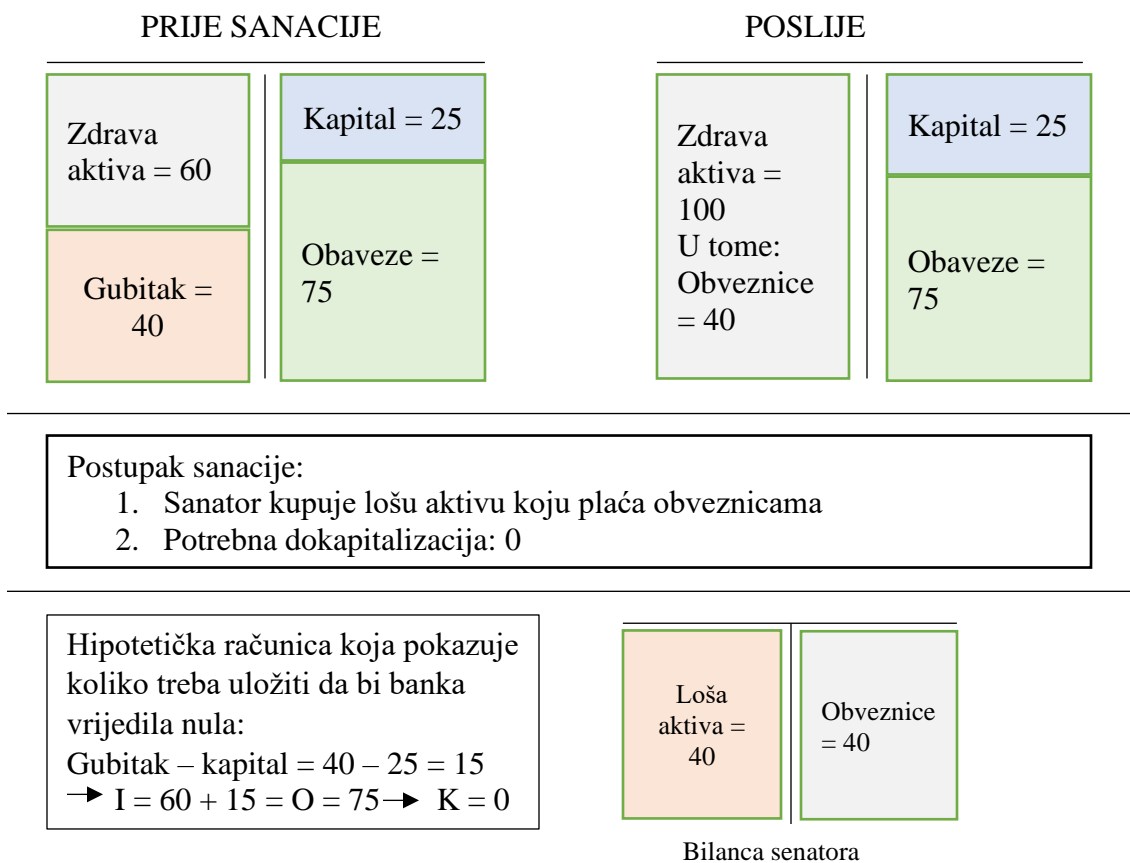 PRIJE SANACIJE
POSLIJE
Zdrava
aktiva = 60
Gubitak =
40
Kapital = 25
Obaveze =
75
Zdrava
aktiva =
100
U tome:
Obveznice
= 40
Kapital = 25
Obaveze =
75
Postupak sanacije:
1. Sanator kupuje lošu aktivu koju plaća obveznicama
2. Potrebna dokapitalizacija: 0
Hipotetička računica koja pokazuje
koliko treba uložiti da bi banka
vrijedila nula:
Gubitak – kapital = 40 – 25 = 15
→ I = 60 + 15 = O = 75 → K = 0
Loša
aktiva =
40
Obveznice
= 40
Bilanca senatora